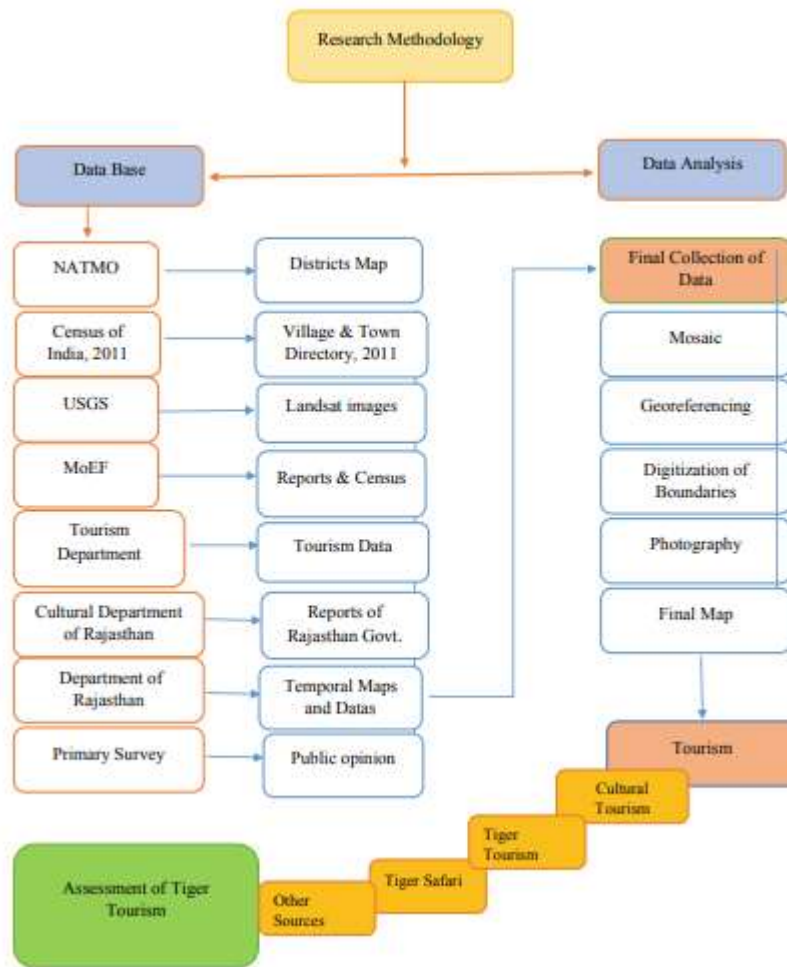 Research Methodology
Data Base
Data Analysis
NATMO
Districts Map
Final Collection of
Data
Census of
India, 2011
Village & Town
Directory, 2011
Mosaic
USGS
Landsat images
Georeferencing
MoEF
Reports & Census
Digitization of
Boundaries
Tourism
Department
Tourism Data
Photography
Cultural Department
of Rajasthan
Reports of
Rajasthan Govt.
Final Map
Department of
Rajasthan
Temporal Maps
and Datas
Primary Survey
Public opinion
Tourism
Cultural
Tourism
Tiger
Tourism
Tiger Safari
Other
Sources
Assessment of Tiger
Tourism